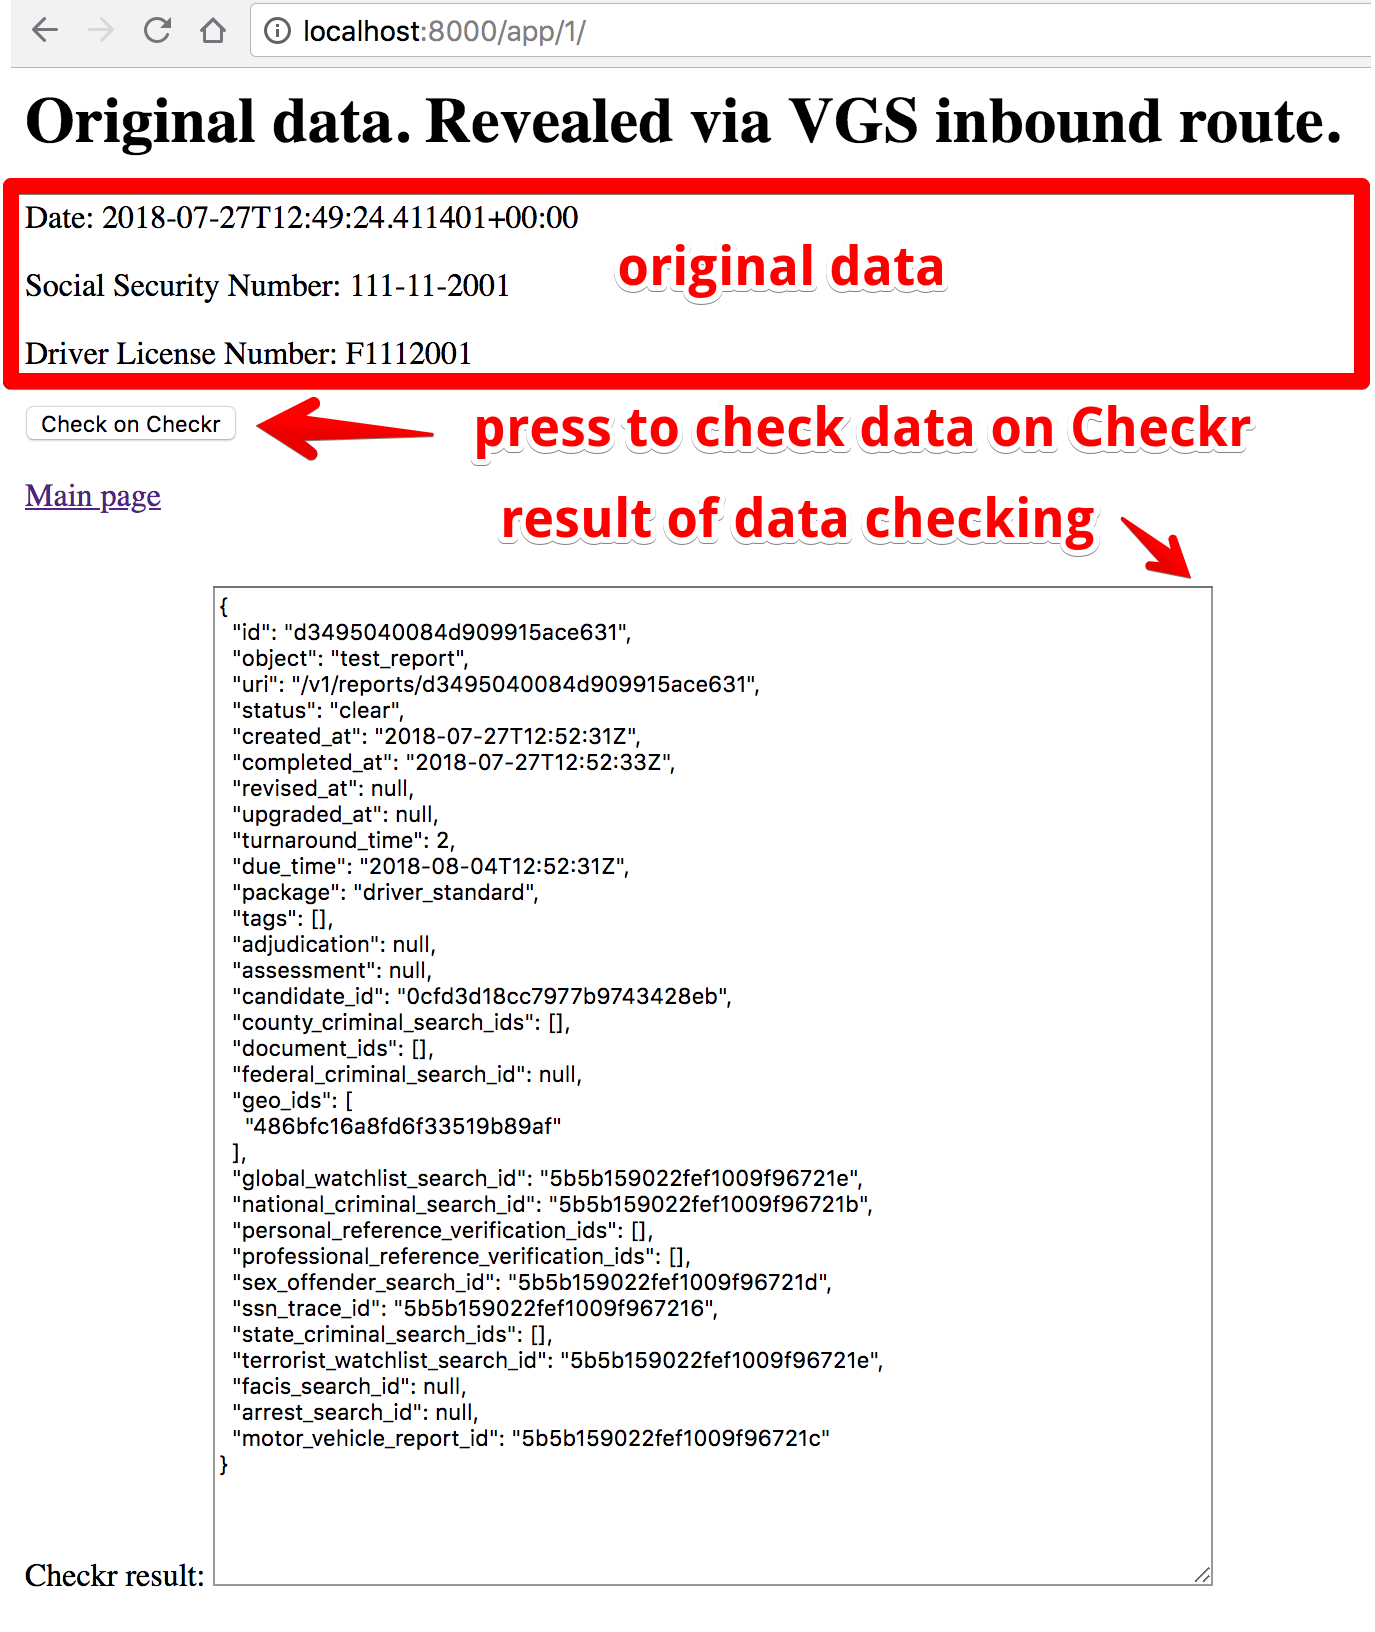 localhost:8000/app/1/
Original data. Revealed via VGS inbound route.
Date: 2018-07-27T12:49:24.411401+00:00
original data
Social Security Number: 111-11-2001
Driver License Number: F1112001
Check on Checkr
press to check data on Checkr
Main page
result of data checking
{
"id": "d3495040084d909915ace631",
"object": "test_report",
"uri": "/v1/reports/d3495040084d909915ace631",
"status": "clear",
"created_at": "2018-07-27T12:52:31Z",
"completed_at": "2018-07-27T12:52:33Z",
"revised_at": null,
"upgraded_at": null,
"turnaround_time": 2,
"due_time": "2018-08-04T12:52:31Z",
"package": "driver_standard",
"tags": [],
"adjudication": null,
"assessment": null,
"candidate_id": "0cfd3d18cc7977b9743428eb",
"county_criminal_search_ids": [],
"document_ids": [],
"federal_criminal_search_id": null,
"geo_ids": [
"486bfc16a8fd6f33519b89af"
],
"global_watchlist_search_id": "5b5b159022fef1009f96721e",
"national_criminal_search_id": "5b5b159022fef1009f96721b",
"personal_reference_verification_ids": [],
"professional_reference_verification_ids": [],
"sex_offender_search_id": "5b5b159022fef1009f96721d",
"ssn_trace_id": "5b5b159022fef1009f967216",
"state_criminal_search_ids": [],
"terrorist_watchlist_search_id": "5b5b159022fef1009f96721e",
"facis_search_id": null,
"arrest_search_id": null,
"motor_vehicle_report_id": "5b5b159022fef1009f96721c"
}
Checkr result: